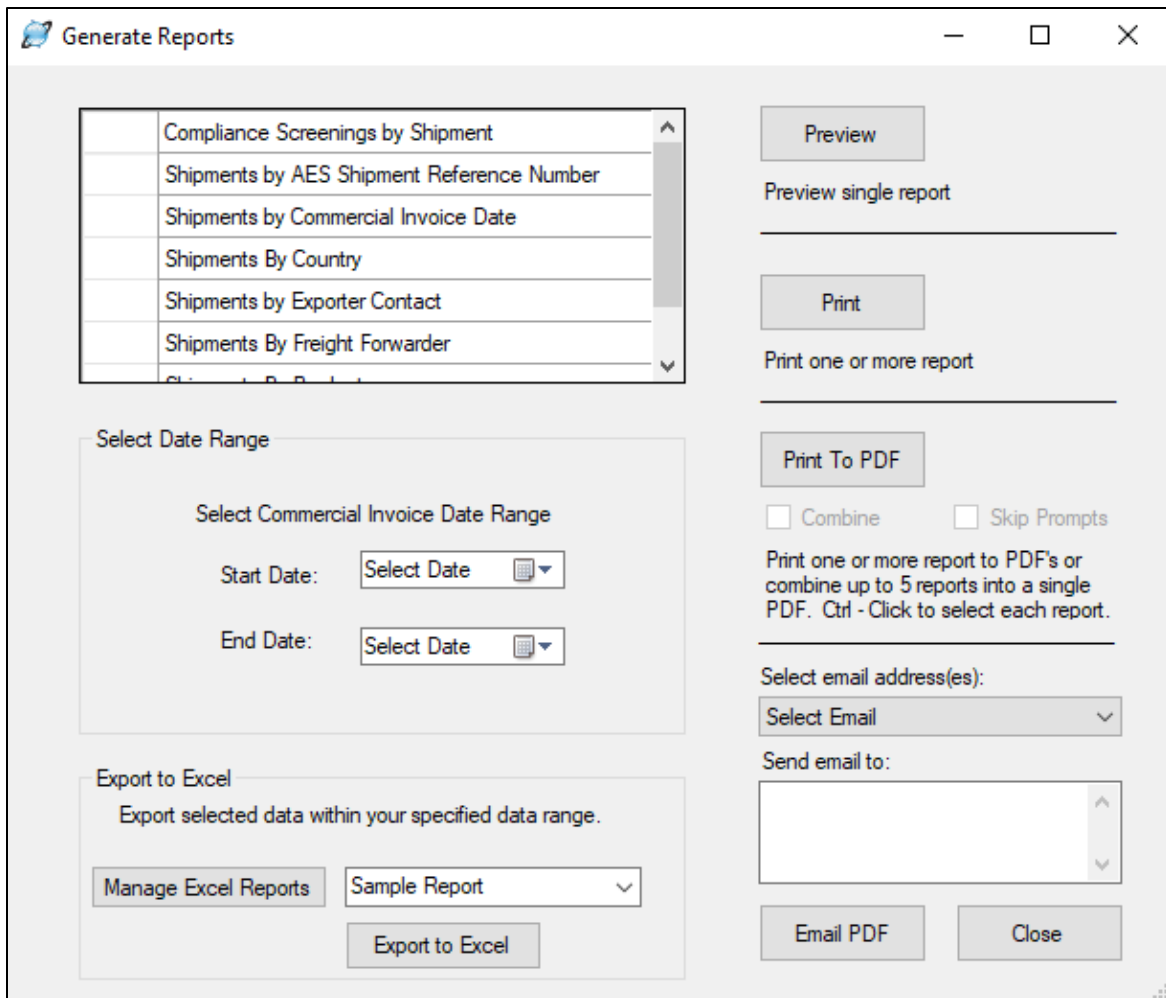 Generate Reports
Compliance Screenings by Shipment
Shipments by AES Shipment Reference Number
Shipments by Commercial Invoice Date
Shipments By Country
Shipments by Exporter Contact
Shipments By Freight Forwarder
Select Date Range
Select Commercial Invoice Date Range
Start Date:
Select Date
End Date:
Select Date
Export to Excel
Export selected data within your specified data range.
Manage Excel Reports
Sample Report
Export to Excel
Preview
Preview single report
Print
Print one or more report
Print To PDF
Combine
Skip Prompts
Print one or more report to PDF's or
combine up to 5 reports into a single
PDF. Ctrl - Click to select each report.
Select email address(es):
Select Email
Send email to:
Email PDF
Close